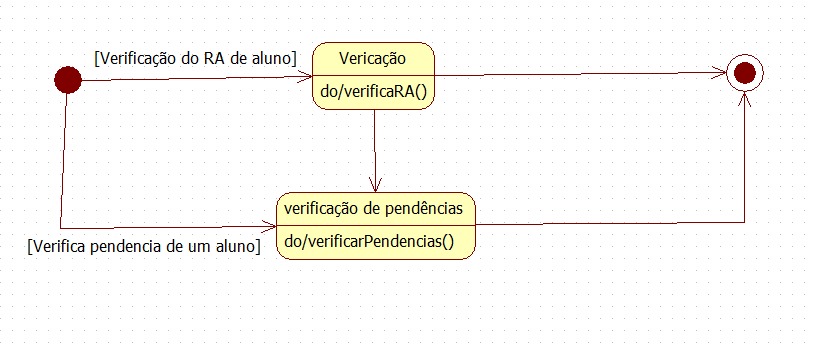 [Verificação do RA de aluno]
Vericação
do/verificaRA()
verificação de pendências
do/verificarPendencias()
[Verifica pendencia de um aluno]